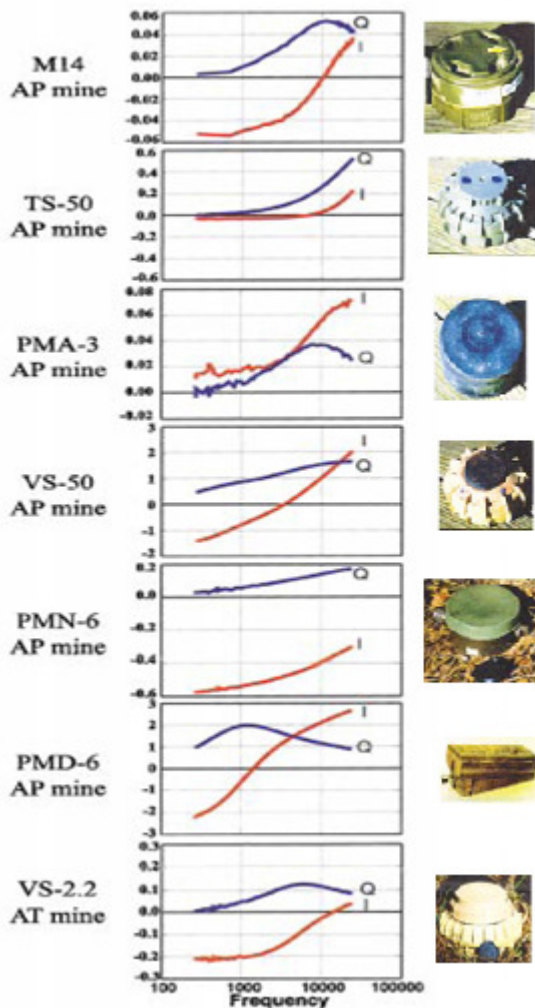 0.06
0.04
0.02
0.00
-0.02
-0.04
-0.06
M14
AP mine
Q
I
0.6
0.4
0.2
0.0
-0.2
-0.4
-0.6
TS-50
AP mine
Q
I
0.08
0.06
0.04
0.02
0.00
-0.02
PMA-3
AP mine
I
Q
3
2
1
0
-1
-2
VS-50
AP mine
I
Q
0.2
0.0
-0.2
-0.4
-0.6
PMN-6
AP mine
Q
I
3
2
1
0
-1
-2
-3
PMD-6
AP mine
I
Q
0.3
0.2
0.1
0.0
-0.1
-0.2
-0.3
VS-2.2
AT mine
Q
I
100 1000 10000 100000
Frequency